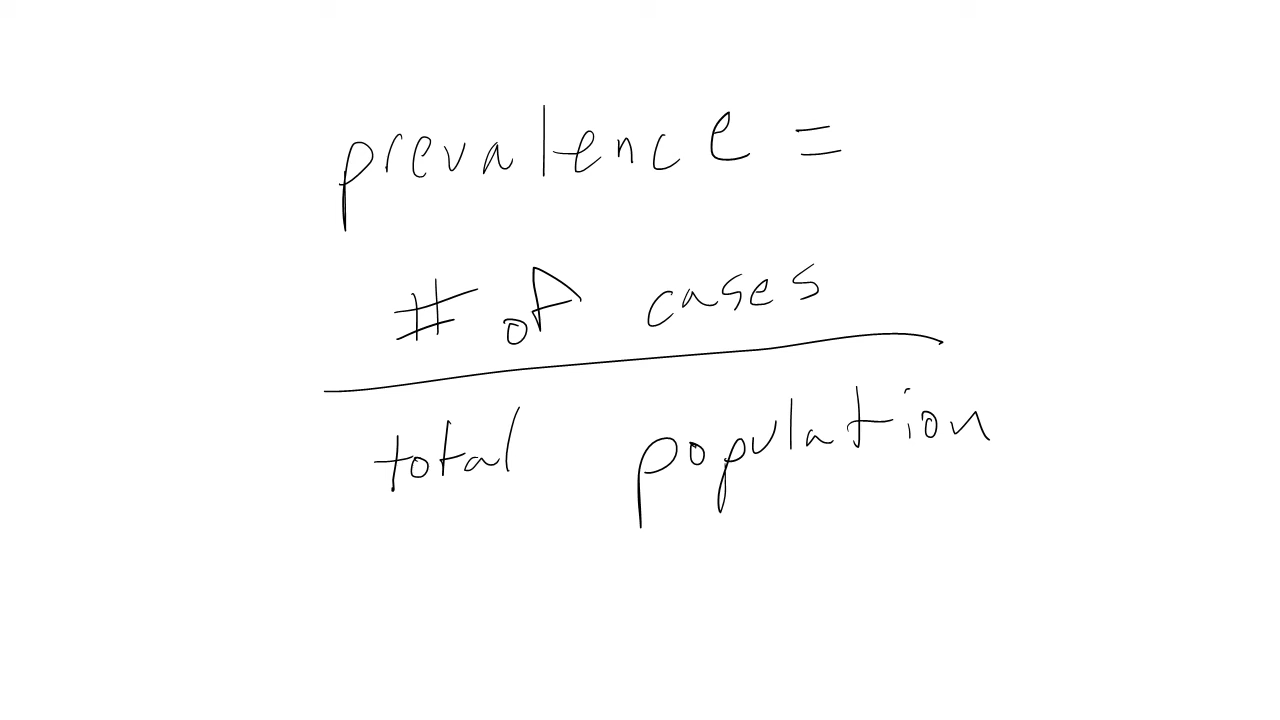 prevalence =
# of cases
total population